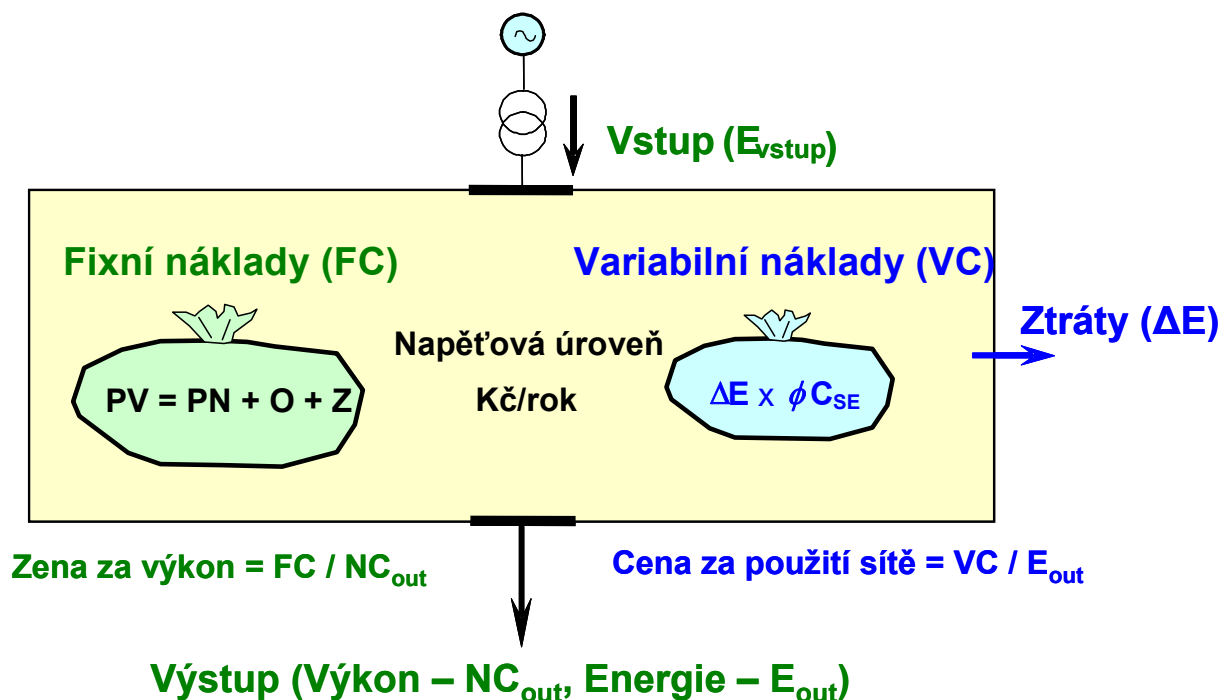 Vstup (Evstup)
Fixní náklady (FC)
Variabilní náklady (VC)
Ztráty (ΔE)
Napěťová úroveň
Kč/rok
PV = PN + O + Z
ΔE x ϕ CSE
Zena za výkon = FC / NCout
Cena za použití sítě = VC / Eout
Výstup (Výkon – NCout, Energie – Eout)